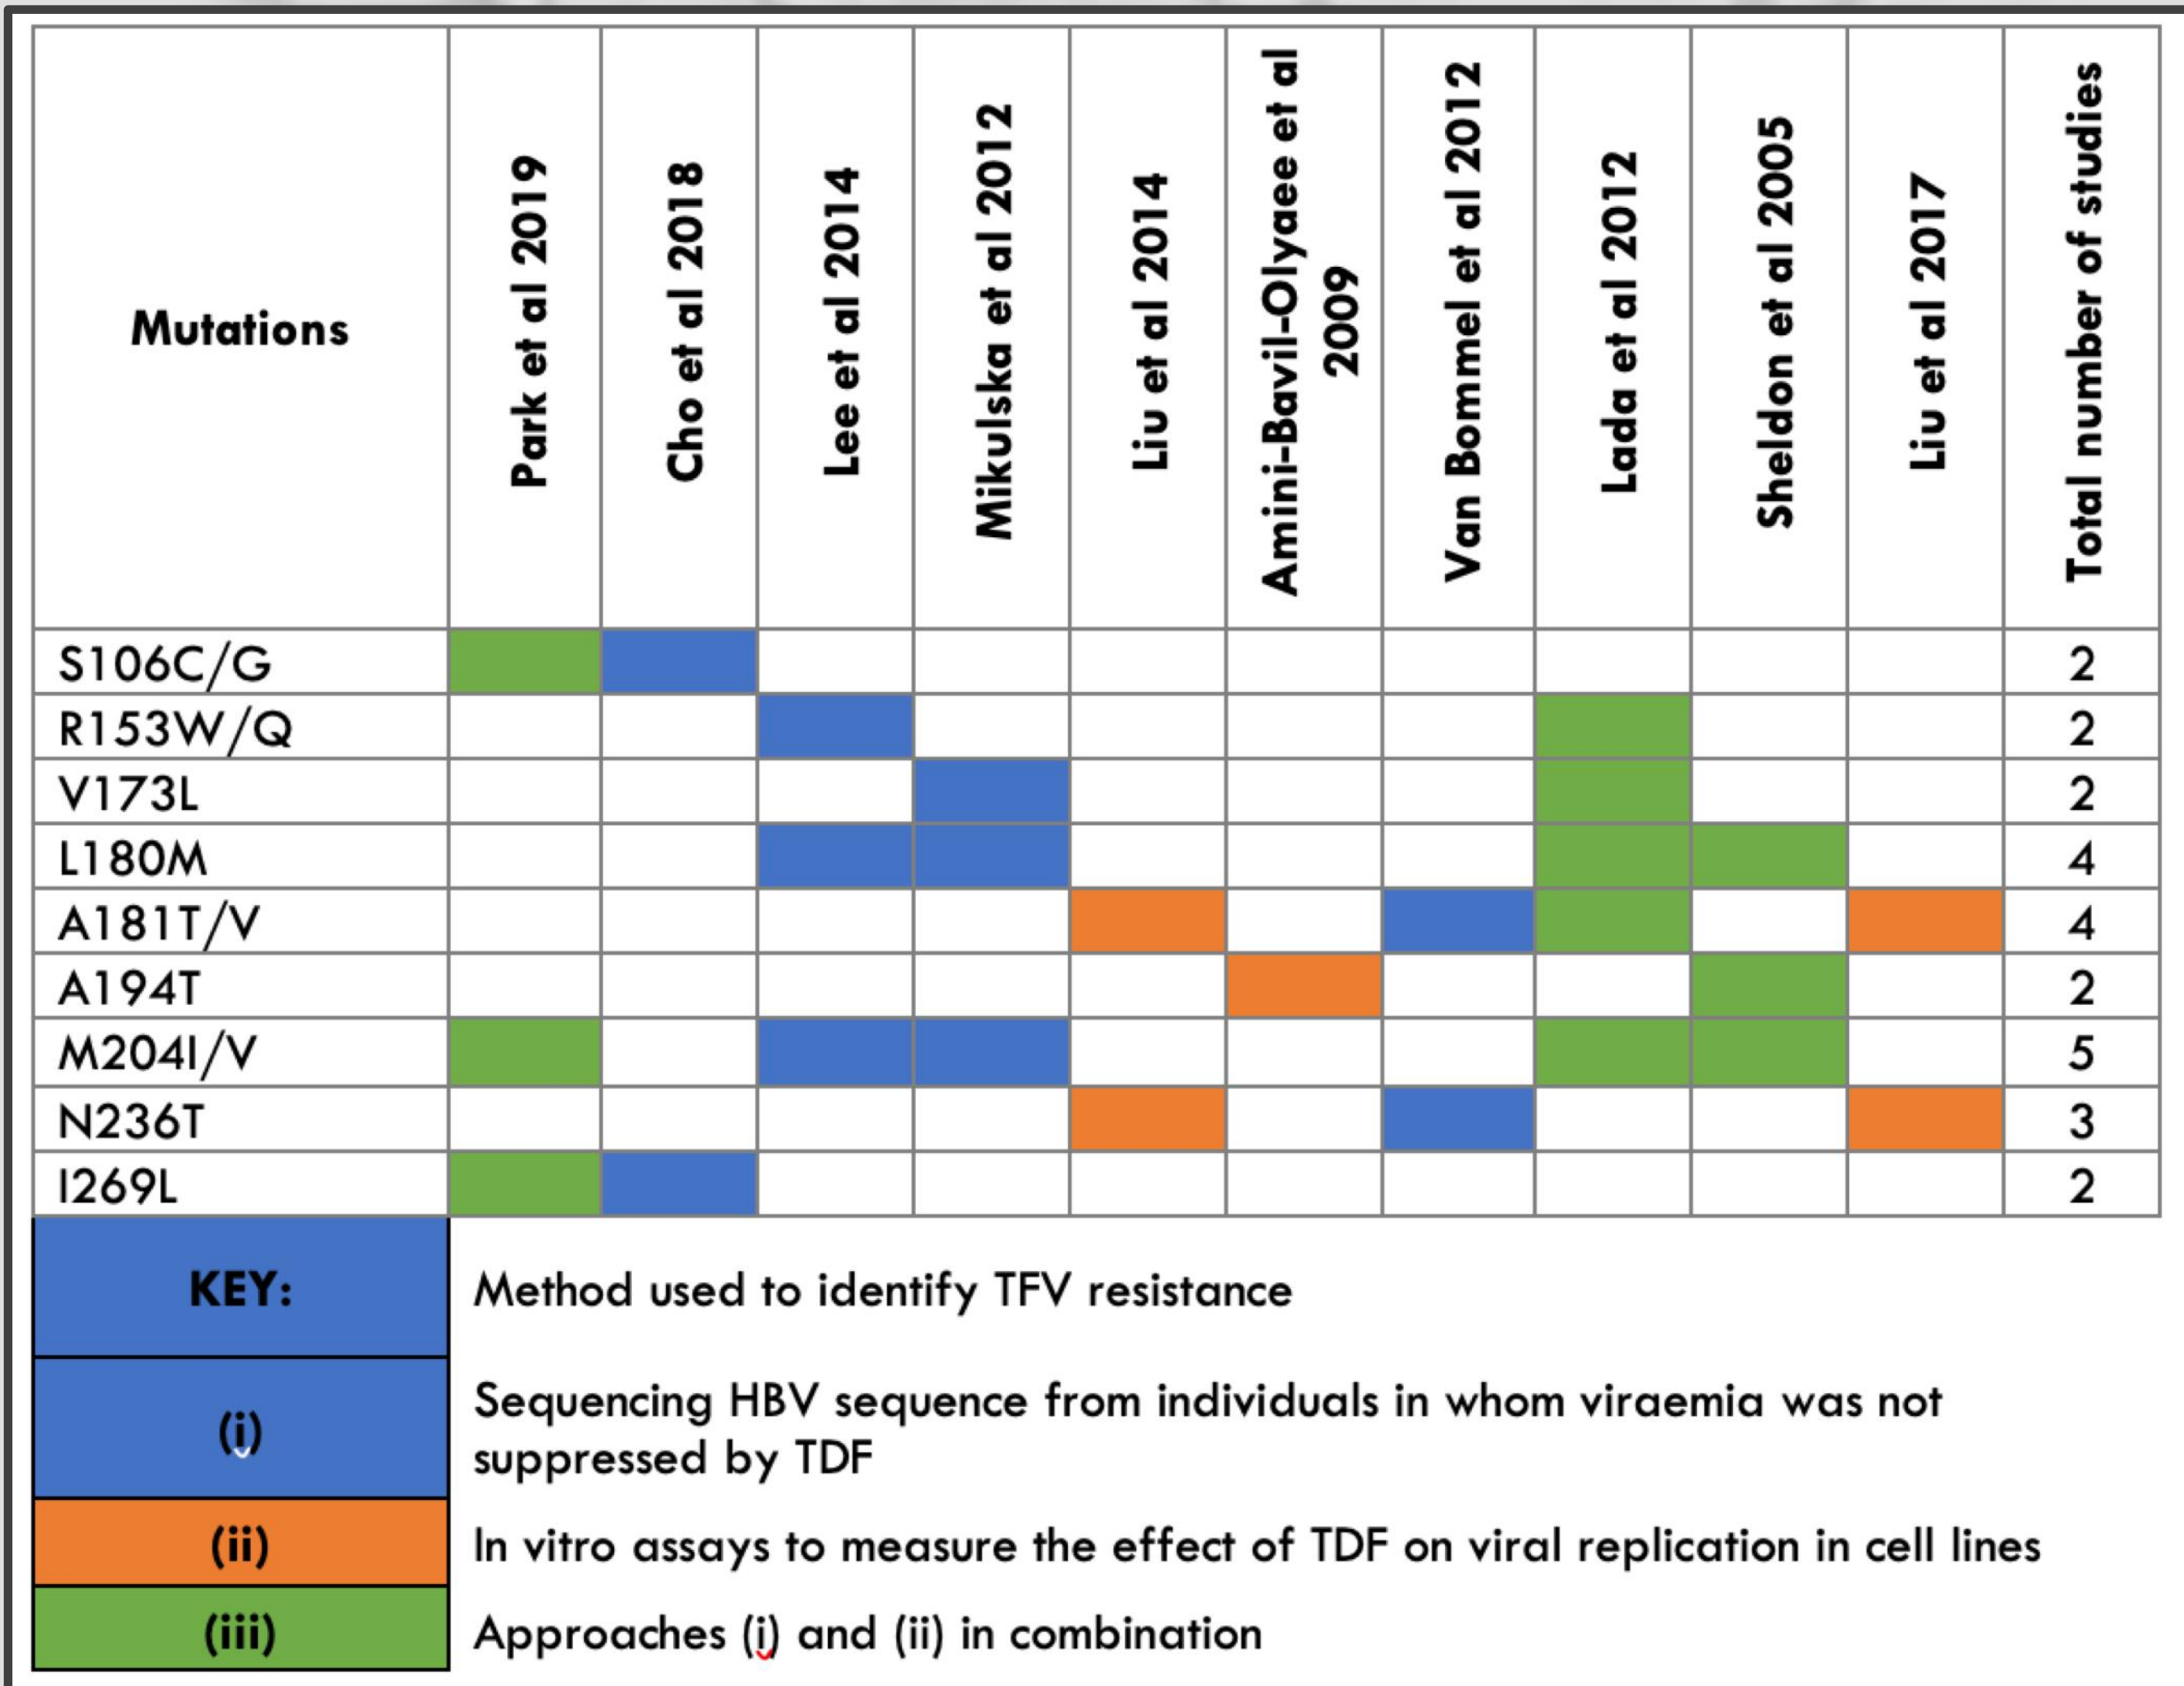 Mutations
Park et al 2019
Cho et al 2018
Lee et al 2014
Mikulska et al 2012
Liu et al 2014
Amini-Bavil-Olyaee et al
2009
Van Bommel et al 2012
Lada et al 2012
Sheldon et al 2005
Liu et al 2017
Total number of studies
S106C/G 2
R153W/Q 2
V173L 2
L180M 4
A181T/V 4
A194T 2
M204I/V 5
N236T 3
I269L 2
KEY: Method used to identify TFV resistance
(i) Sequencing HBV sequence from individuals in whom viraemia was not
suppressed by TDF
(ii) In vitro assays to measure the effect of TDF on viral replication in cell lines
(iii) Approaches (i) and (ii) in combination